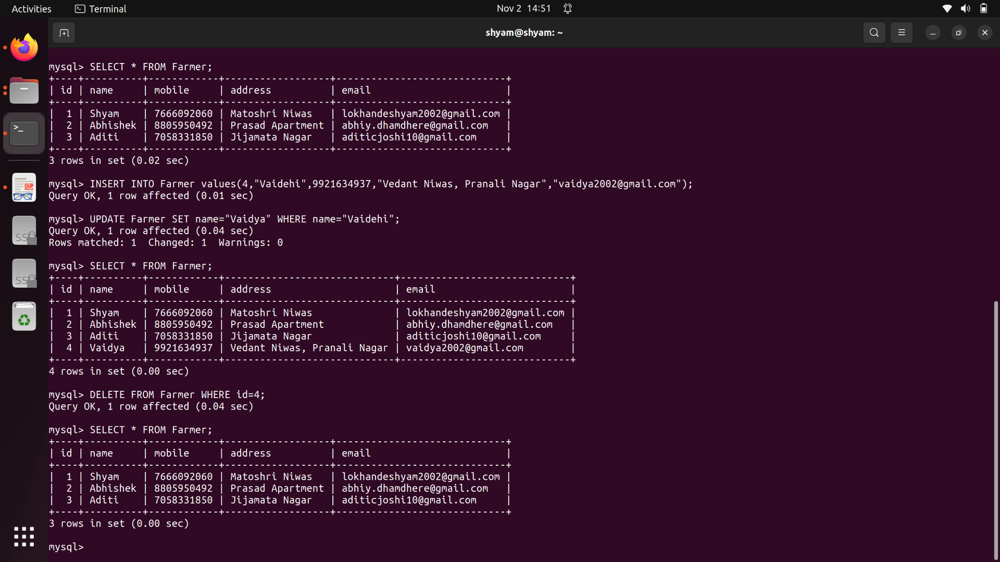 Activities Terminal Nov 2 14:51
shyam@shyam: ~
mysql> SELECT * FROM Farmer;
+----+----------+------------+------------------+-----------------------------+
| id | name     | mobile     | address          | email                       |
+----+----------+------------+------------------+-----------------------------+
|  1 | Shyam    | 7666092060 | Matoshri Niwas   | lokhandeshyam2002@gmail.com |
|  2 | Abhishek | 8805950492 | Prasad Apartment | abhiy.dhamdhere@gmail.com   |
|  3 | Aditi    | 7058331850 | Jijamata Nagar   | aditicjoshi10@gmail.com     |
+----+----------+------------+------------------+-----------------------------+
3 rows in set (0.02 sec)
mysql> INSERT INTO Farmer values(4,"Vaidehi",9921634937,"Vedant Niwas, Pranali Nagar","vaidya2002@gmail.com");
Query OK, 1 row affected (0.01 sec)
mysql> UPDATE Farmer SET name="Vaidya" WHERE name="Vaidehi";
Query OK, 1 row affected (0.04 sec)
Rows matched: 1  Changed: 1  Warnings: 0
mysql> SELECT * FROM Farmer;
+----+----------+------------+-----------------------------+-----------------------------+
| id | name     | mobile     | address                     | email                       |
+----+----------+------------+-----------------------------+-----------------------------+
|  1 | Shyam    | 7666092060 | Matoshri Niwas              | lokhandeshyam2002@gmail.com |
|  2 | Abhishek | 8805950492 | Prasad Apartment            | abhiy.dhamdhere@gmail.com   |
|  3 | Aditi    | 7058331850 | Jijamata Nagar              | aditicjoshi10@gmail.com     |
|  4 | Vaidya   | 9921634937 | Vedant Niwas, Pranali Nagar | vaidya2002@gmail.com        |
+----+----------+------------+-----------------------------+-----------------------------+
4 rows in set (0.00 sec)
mysql> DELETE FROM Farmer WHERE id=4;
Query OK, 1 row affected (0.04 sec)
mysql> SELECT * FROM Farmer;
+----+----------+------------+------------------+-----------------------------+
| id | name     | mobile     | address          | email                       |
+----+----------+------------+------------------+-----------------------------+
|  1 | Shyam    | 7666092060 | Matoshri Niwas   | lokhandeshyam2002@gmail.com |
|  2 | Abhishek | 8805950492 | Prasad Apartment | abhiy.dhamdhere@gmail.com   |
|  3 | Aditi    | 7058331850 | Jijamata Nagar   | aditicjoshi10@gmail.com     |
+----+----------+------------+------------------+-----------------------------+
3 rows in set (0.00 sec)
mysql>